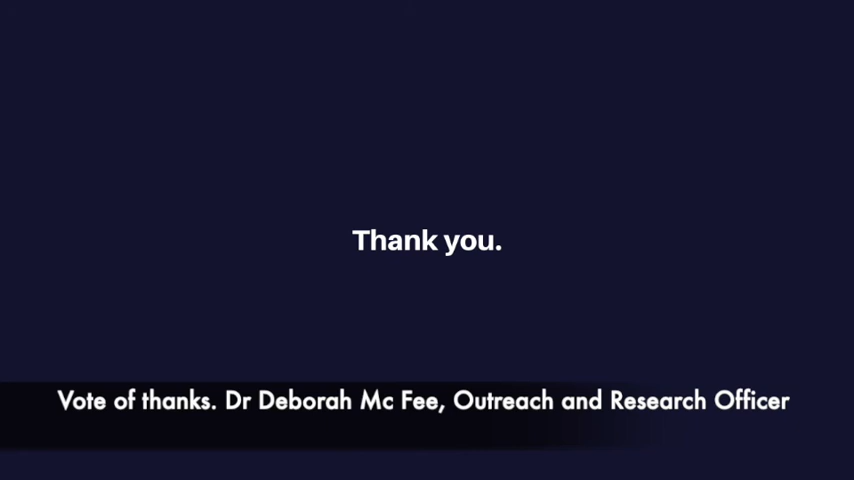 Thank you.
Vote of thanks. Dr Deborah Mc Fee, Outreach and Research Officer